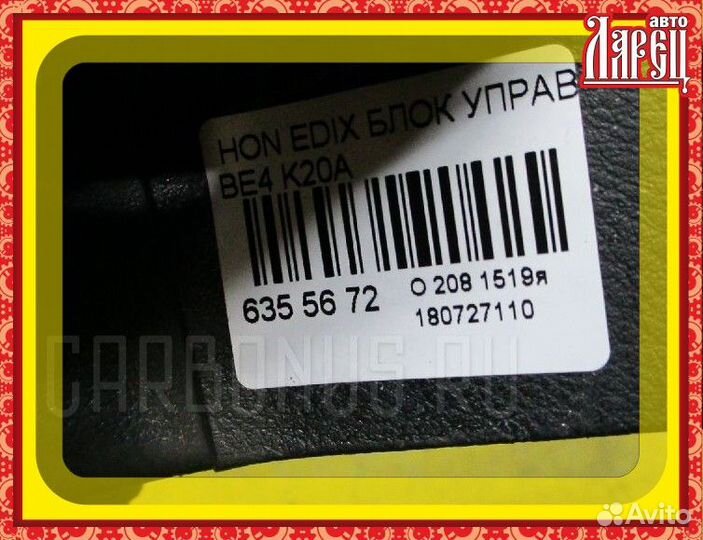 авто
Ларец
HON EDIX БЛОК УПРАВ
BE4 K20A
635 56 72
О 208 1519я
180727110
CARBONUS.RU
Avito